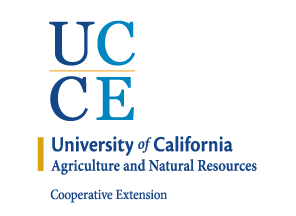 UC
CE
University of California
Agriculture and Natural Resources
Cooperative Extension